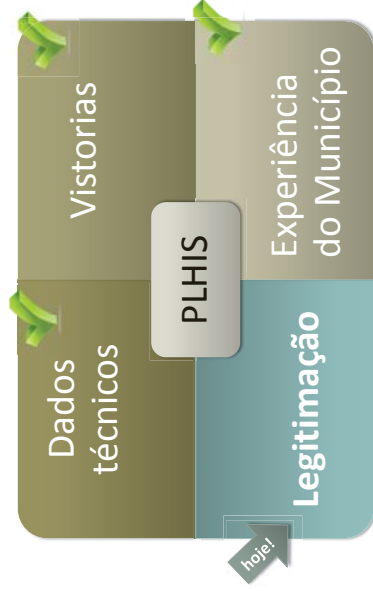 Dados
técnicos
Vistorias
PLHIS
Legitimação
Experiência
do Município
hoje!